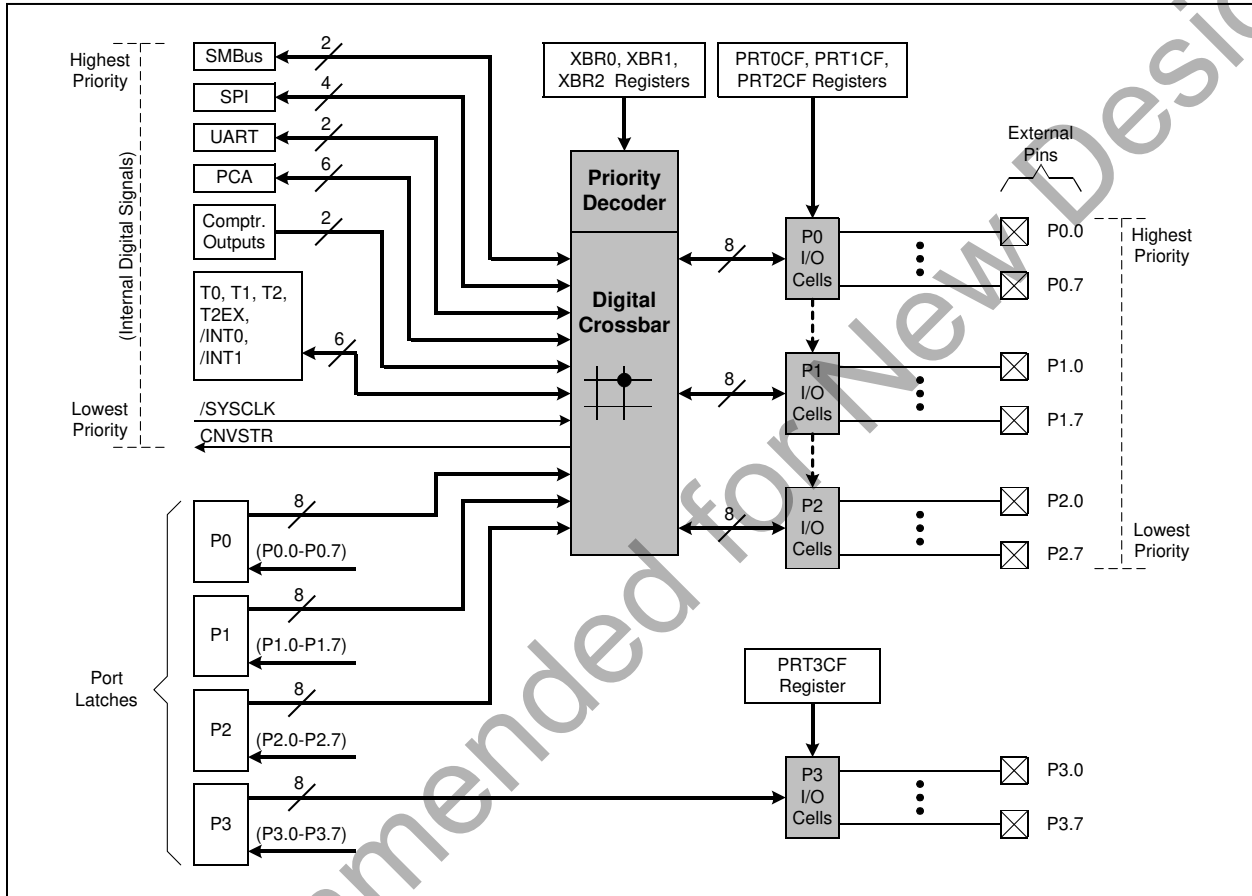 Highest
Priority
(Internal Digital Signals)
Lowest
Priority
SMBus
2
SPI
4
UART
2
PCA
6
Comptr.
Outputs
2
T0, T1, T2,
T2EX,
/INT0,
/INT1
6
/SYSCLK
CNVSTR
XBR0, XBR1,
XBR2 Registers
Priority
Decoder
Digital
Crossbar
PRT0CF, PRT1CF,
PRT2CF Registers
External
Pins
8
P0
I/O
Cells
P0.0
P0.7
Highest
Priority
8
P1
I/O
Cells
P1.0
P1.7
8
P2
I/O
Cells
P2.0
P2.7
Lowest
Priority
Port
Latches
P0
8
(P0.0-P0.7)
P1
8
(P1.0-P1.7)
P2
8
(P2.0-P2.7)
P3
8
(P3.0-P3.7)
PRT3CF
Register
P3
I/O
Cells
P3.0
P3.7
mended for New Desig